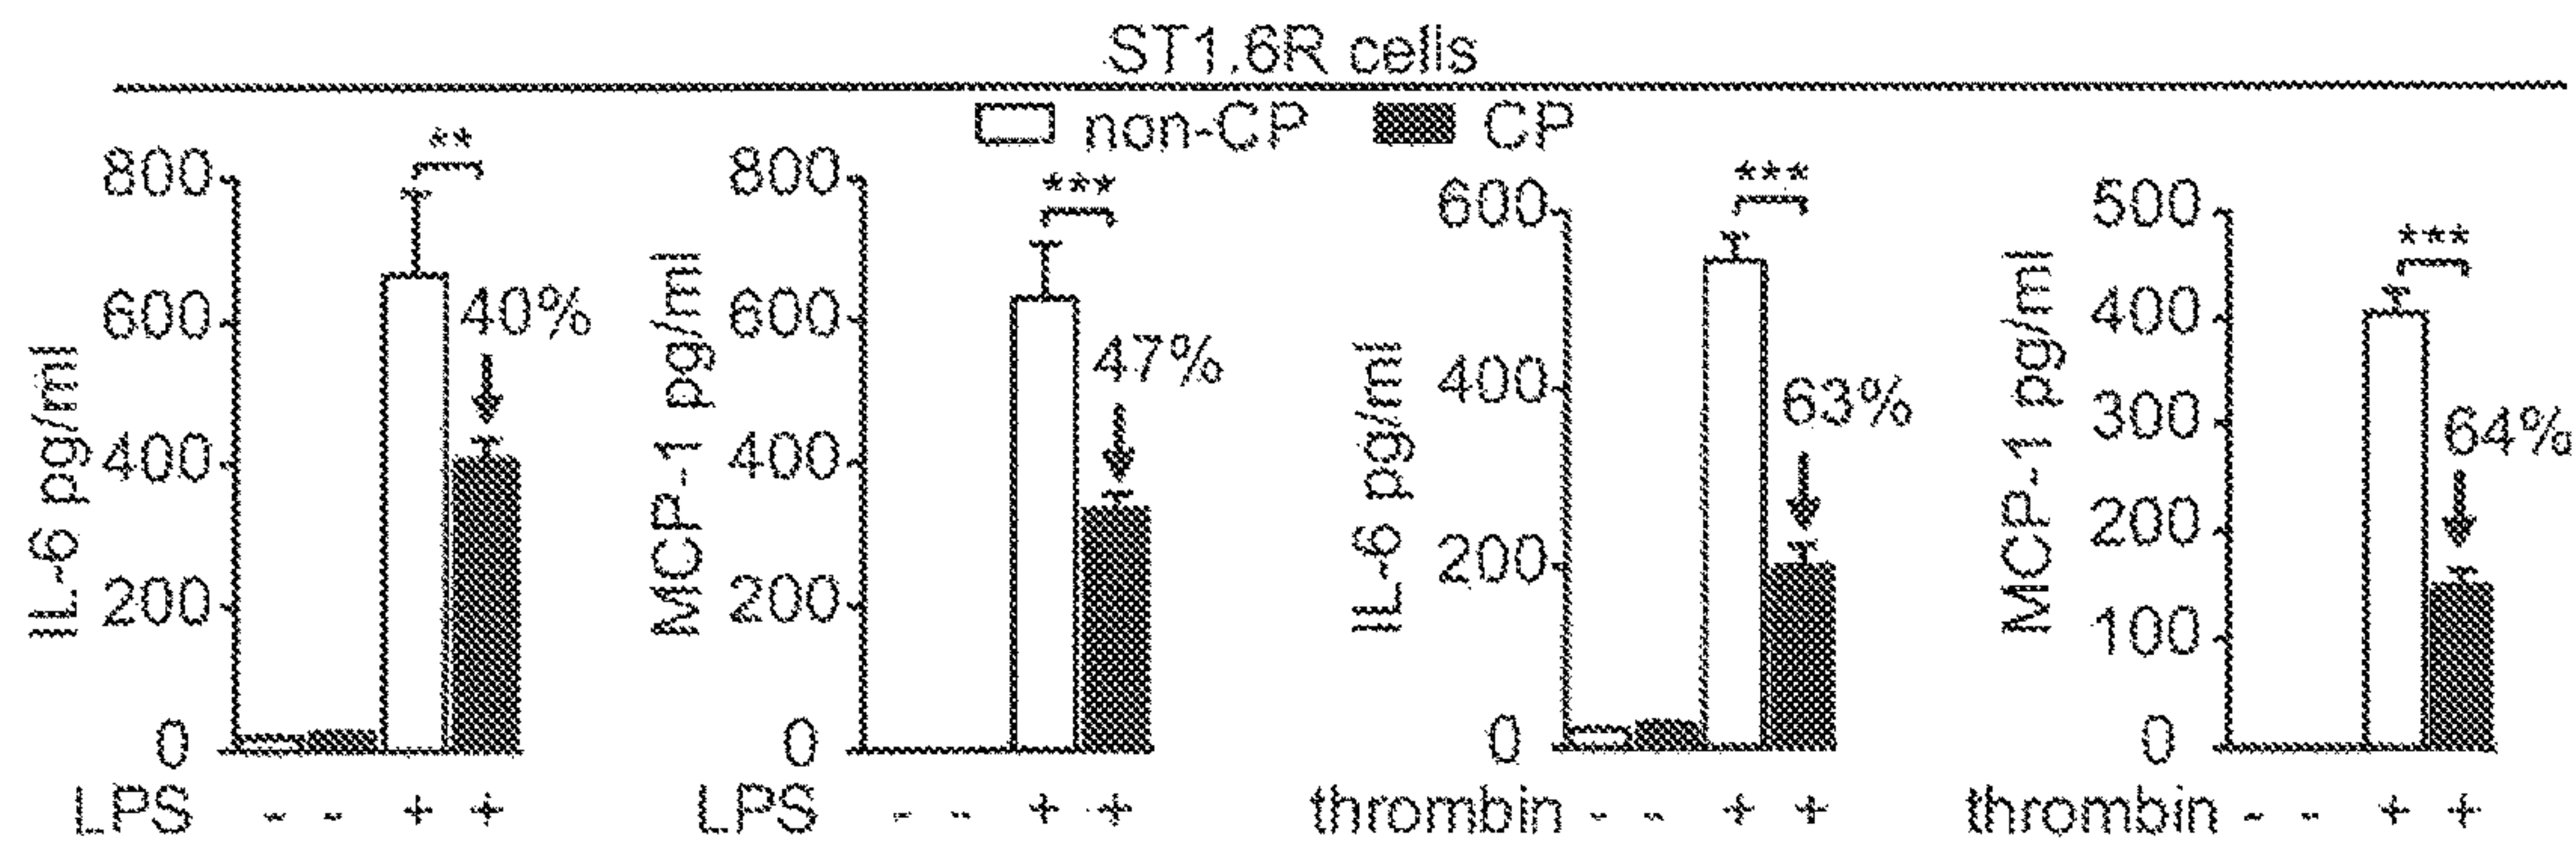 ST1.6R cells
non-CP CP
IL-6 pg/ml
800
600
400
200
0
**
40%
LPS - - + +
MCP-1 pg/ml
800
600
400
200
0
***
47%
LPS - - + +
IL-6 pg/ml
600
400
200
0
***
63%
thrombin - - + +
MCP-1 pg/ml
500
400
300
200
100
0
***
64%
thrombin - - + +